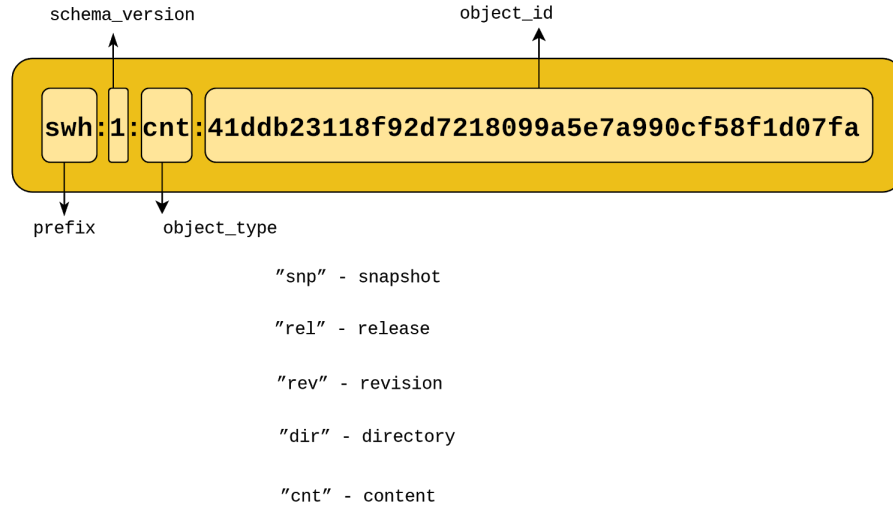 schema_version object_id
swh:1:cnt:41ddb23118f92d7218099a5e7a990cf58f1d07fa
prefix object_type
”snp” - snapshot
”rel” - release
”rev” - revision
”dir” - directory
”cnt” - content